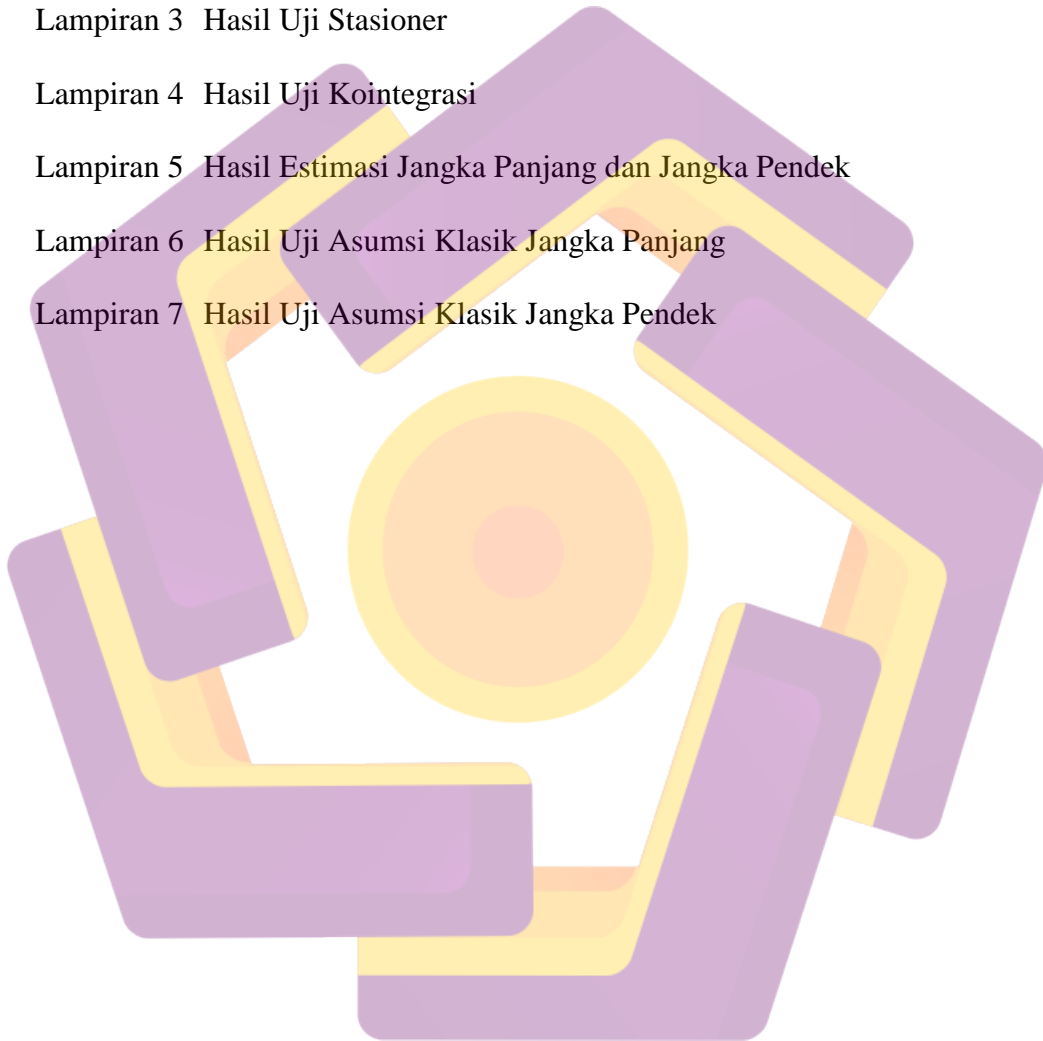 Lampiran 3 Hasil Uji Stasioner
Lampiran 4 Hasil Uji Kointegrasi
Lampiran 5 Hasil Estimasi Jangka Panjang dan Jangka Pendek
Lampiran 6 Hasil Uji Asumsi Klasik Jangka Panjang
Lampiran 7 Hasil Uji Asumsi Klasik Jangka Pendek